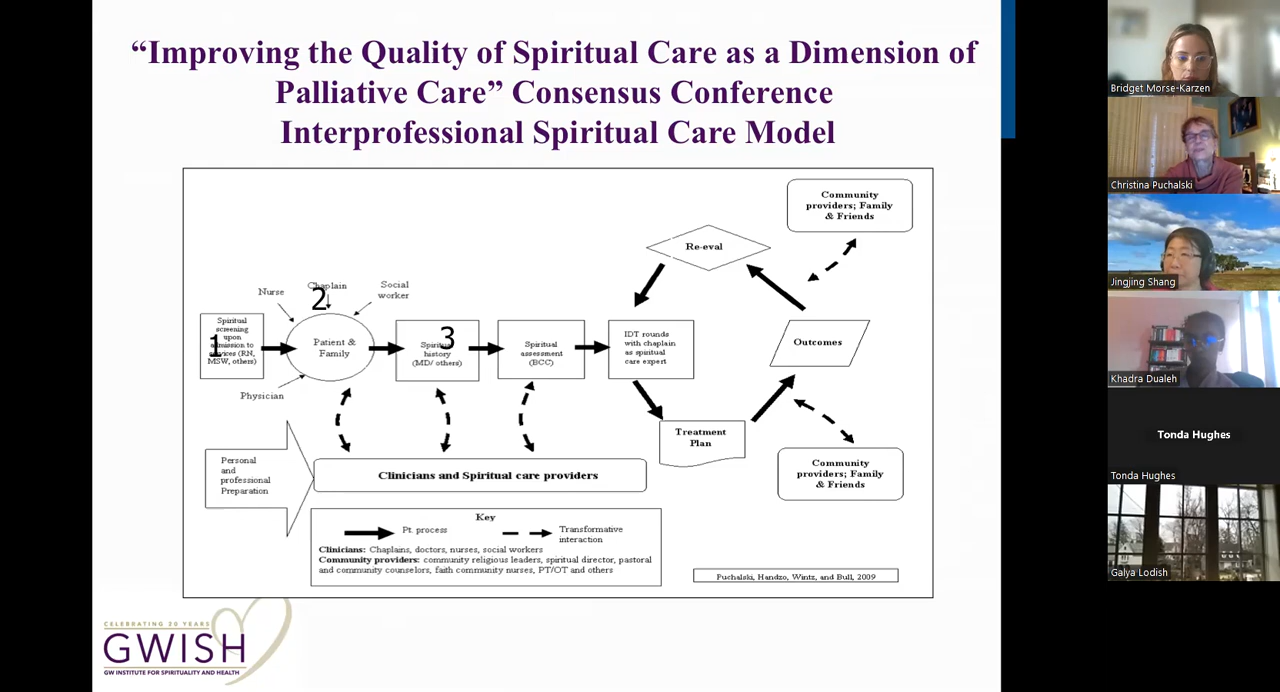 “Improving the Quality of Spiritual Care as a Dimension of
Palliative Care” Consensus Conference
Interprofessional Spiritual Care Model
Community
providers; Family
& Friends
Re-eval
Nurse
Chaplain
Social
worker
2
Spiritual
screening
upon
admission to
services (RN,
MSW, others)
1
Patient &
Family
Spiritual
history
(MD/ others)
3
Spiritual
assessment
(BCC)
IDT rounds
with chaplain
as spiritual
care expert
Outcomes
Physician
Treatment
Plan
Personal
and
professional
Preparation
Clinicians and Spiritual care providers
Community
providers; Family
& Friends
Key
Pt. process
Transformative
interaction
Clinicians: Chaplains, doctors, nurses, social workers
Community providers: community religious leaders, spiritual director, pastoral
and community counselors, faith community nurses, PT/OT and others
Puchalski, Handzo, Wintz, and Bull, 2009
CELEBRATING 20 YEARS
GWISH
GW INSTITUTE FOR SPIRITUALITY AND HEALTH
Bridget Morse-Karzen
Christina Puchalski
Jingjing Shang
Khadra Dualeh
Tonda Hughes
Tonda Hughes
Galya Lodish